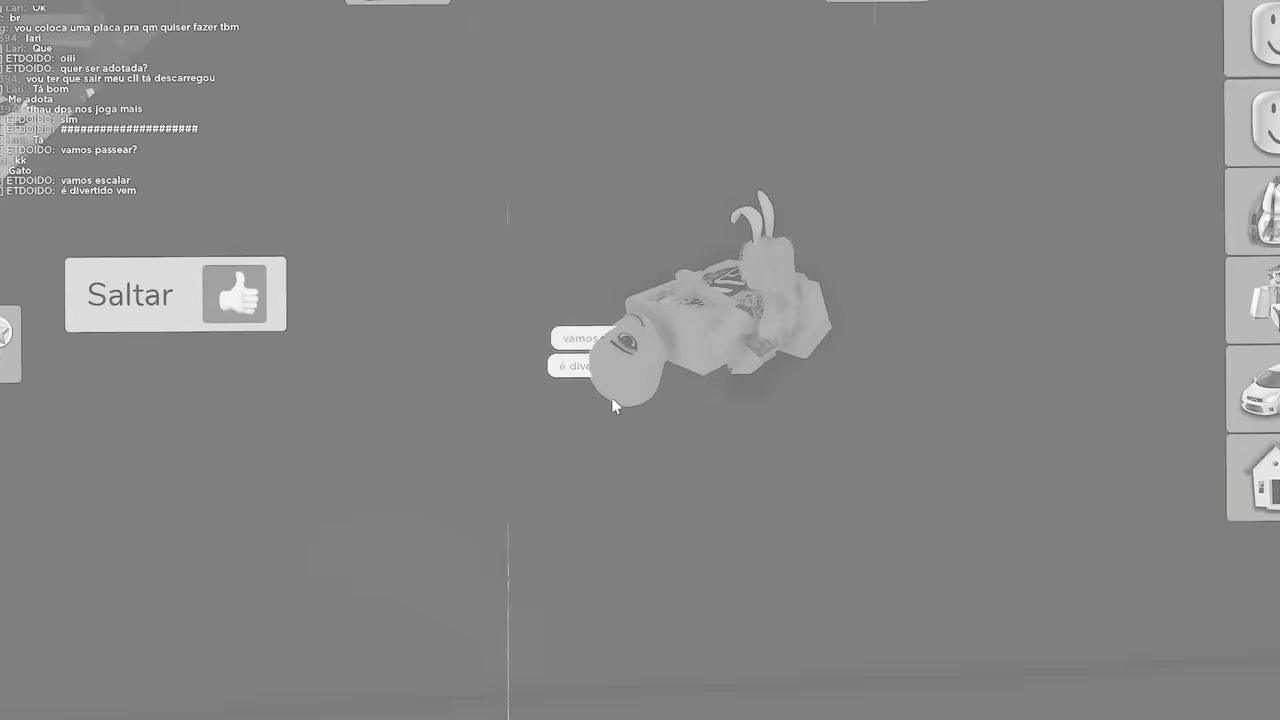 Lari: Ok
: br
g: vou coloca uma placa pra qm quiser fazer tbm
394: lari
] Lari: Que
] ETDOIDO: oiii
] ETDOIDO: quer ser adotada?
394: vou ter que sair meu cll tá descarregou
] Lari: Tá bom
Me adota
394: tfhau dps nos joga mais
] ETDOIDO: sim
] ETDOIDO: #####################
] Lari: Tá
] ETDOIDO: vamos passear?
g: kk
Gato
] ETDOIDO: vamos escalar
] ETDOIDO: é divertido vem
Saltar
vamos
é dive